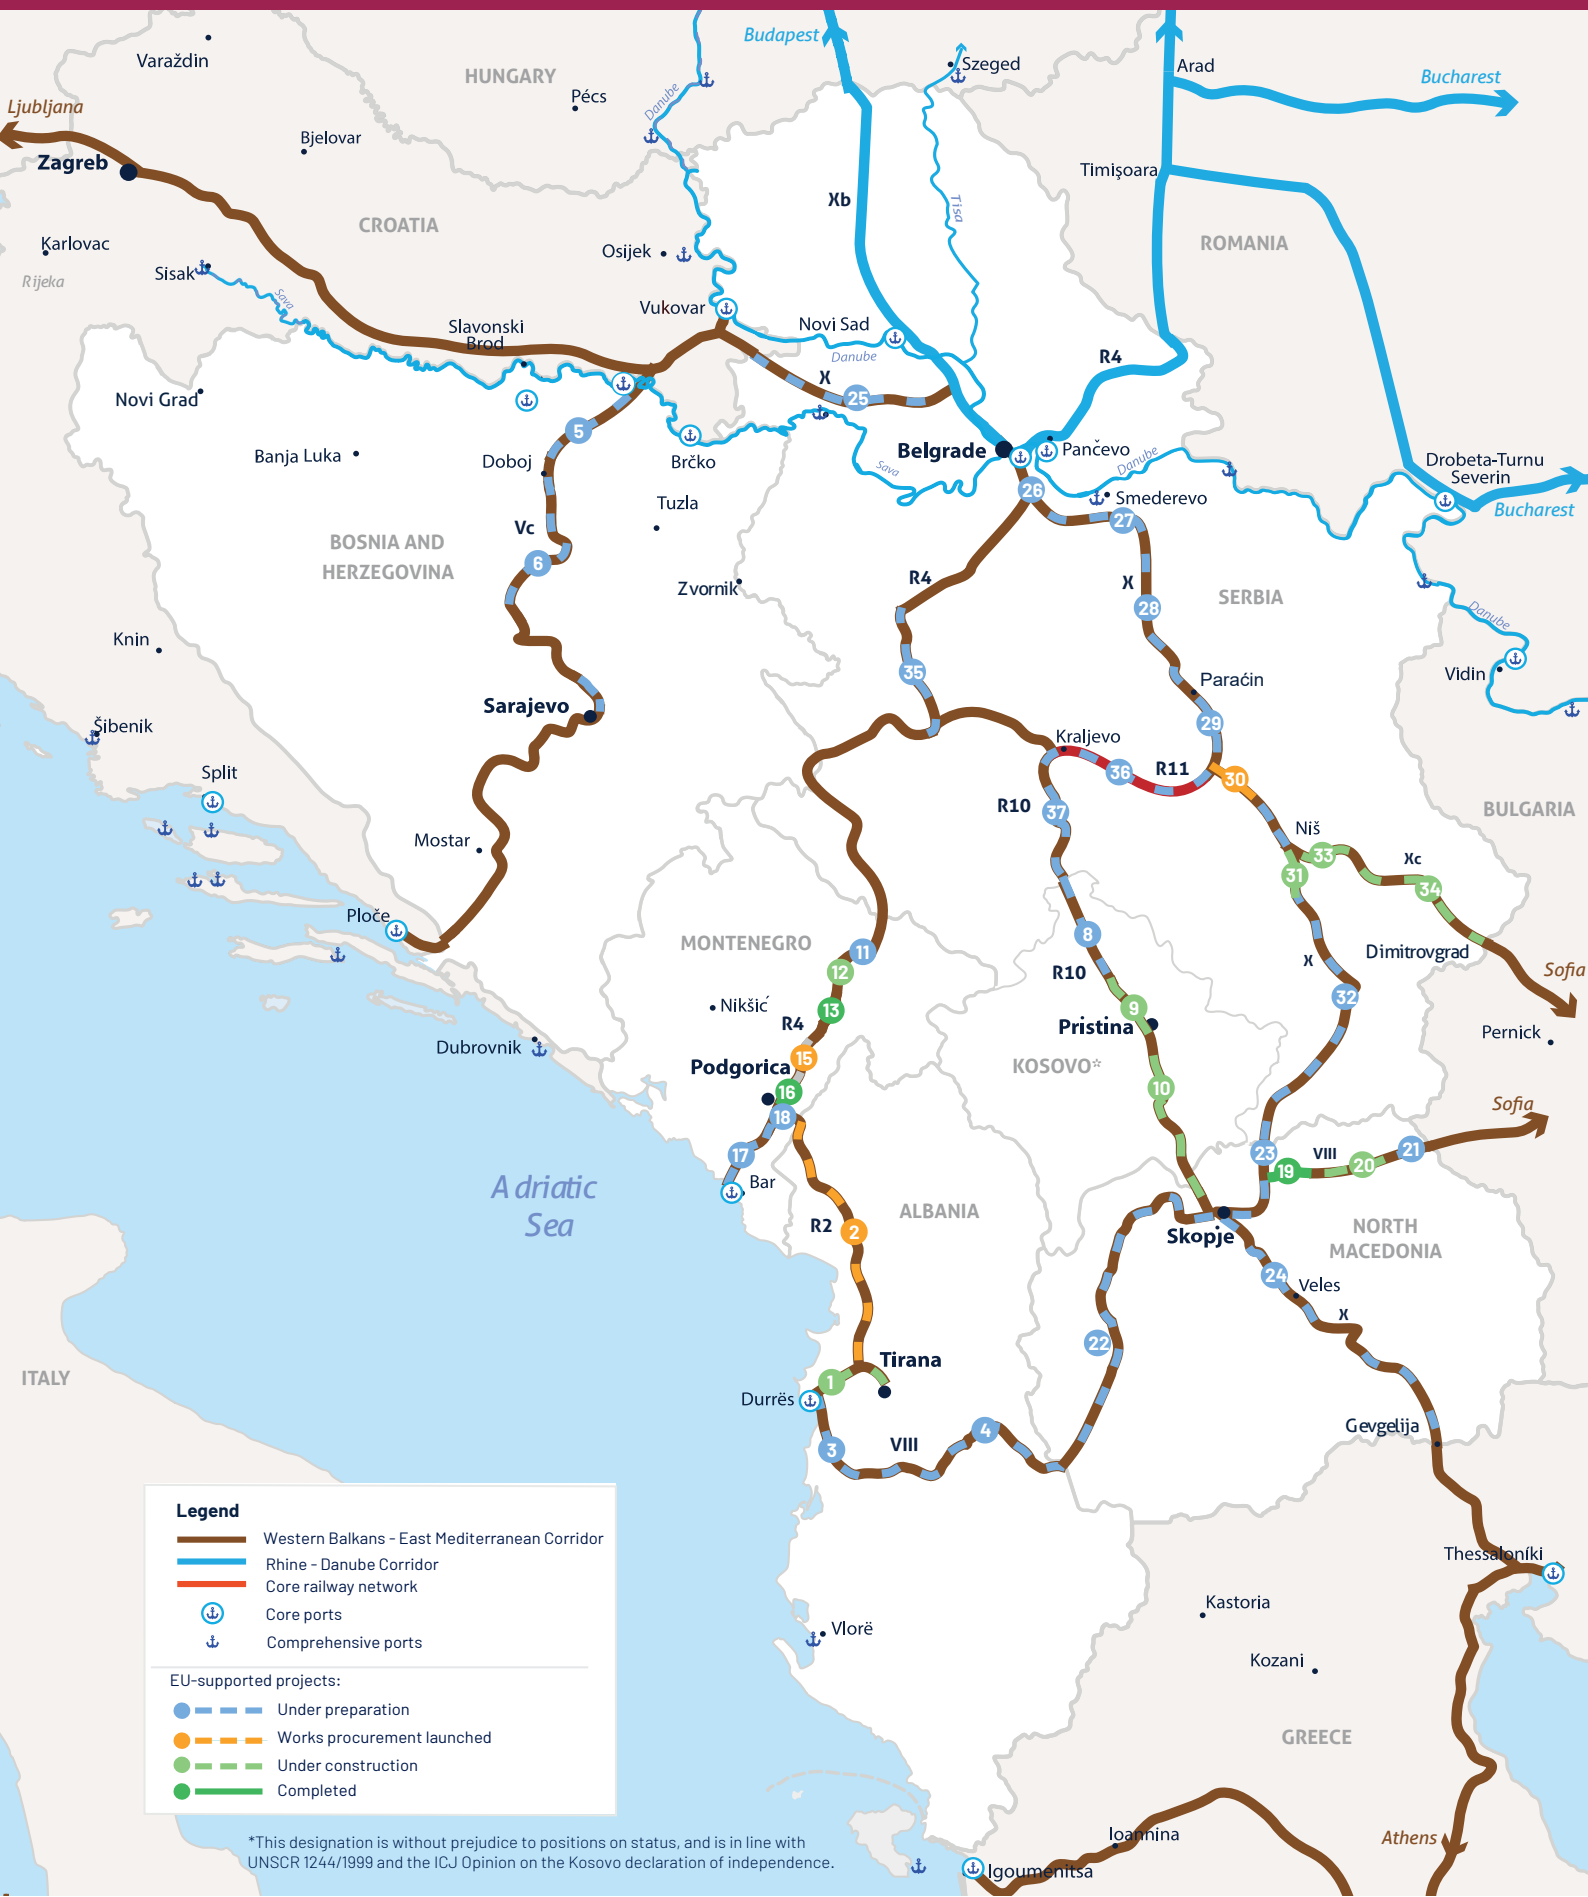 Budapest
Varaždin
Szeged
HUNGARY
Arad
Bucharest
Pécs
Danube
Ljubljana
Bjelovar
Zagreb
Timişoara
Xb
Tisa
CROATIA
Karlovac
ROMANIA
Osijek
Sisak
Rijeka
Sava
Vukovar
Novi Sad
Slavonski
Brod
Danube
R4
X
25
Novi Grad
5
Banja Luka
Doboj
Brčko
Belgrade
Pančevo
Danube
Sava
Drobeta-Turnu
Severin
26
Smederevo
Bucharest
Tuzla
27
Vc
BOSNIA AND
HERZEGOVINA
6
R4
X
Zvornik
SERBIA
28
Danube
Knin
35
Paraćin
Vidin
Sarajevo
Šibenik
29
Kraljevo
Split
36
R11
30
R10
37
BULGARIA
Niš
Mostar
33
Xc
31
34
Ploče
8
MONTENEGRO
11
Dimitrovgrad
X
12
R10
Sofia
32
Nikšić
13
9
R4
Pristina
Pernick
Dubrovnik
15
Podgorica
KOSOVO*
16
10
Sofia
18
17
23
VIII
21
19
20
Bar
Adriatic
Sea
ALBANIA
R2
2
Skopje
NORTH
MACEDONIA
24
Veles
X
22
Tirana
ITALY
1
Durrës
Gevgelija
3
VIII
4
Legend
Western Balkans - East Mediterranean Corridor
Rhine - Danube Corridor
Core railway network
Core ports
Comprehensive ports
EU-supported projects:
Under preparation
Works procurement launched
Under construction
Completed
Thessaloníki
Kastoria
Vlorë
Kozani
GREECE
Ioannina
Athens
Igoumenitsa
*This designation is without prejudice to positions on status, and is in line with
UNSCR 1244/1999 and the ICJ Opinion on the Kosovo declaration of independence.